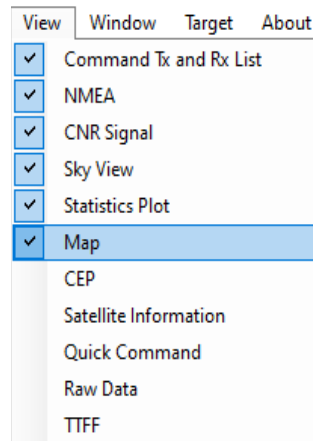 View Window Target About
Command Tx and Rx List
NMEA
CNR Signal
Sky View
Statistics Plot
Map
CEP
Satellite Information
Quick Command
Raw Data
TTFF